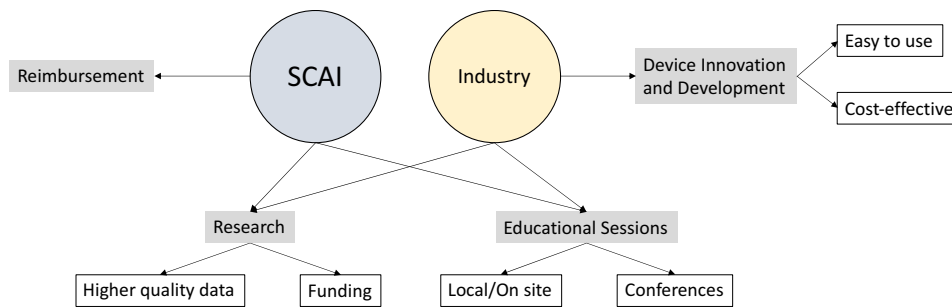 Reimbursement
SCAI
Industry
Device Innovation
and Development
Easy to use
Cost-effective
Research
Educational Sessions
Higher quality data
Funding
Local/On site
Conferences